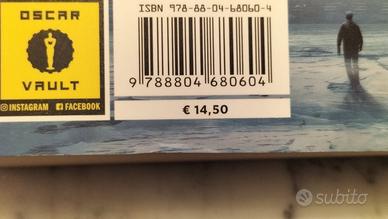 OSCAR
VAULT
INSTAGRAM FACEBOOK
ISBN 978-88-04-68060-4
9 788804 680604
€ 14,50
subito